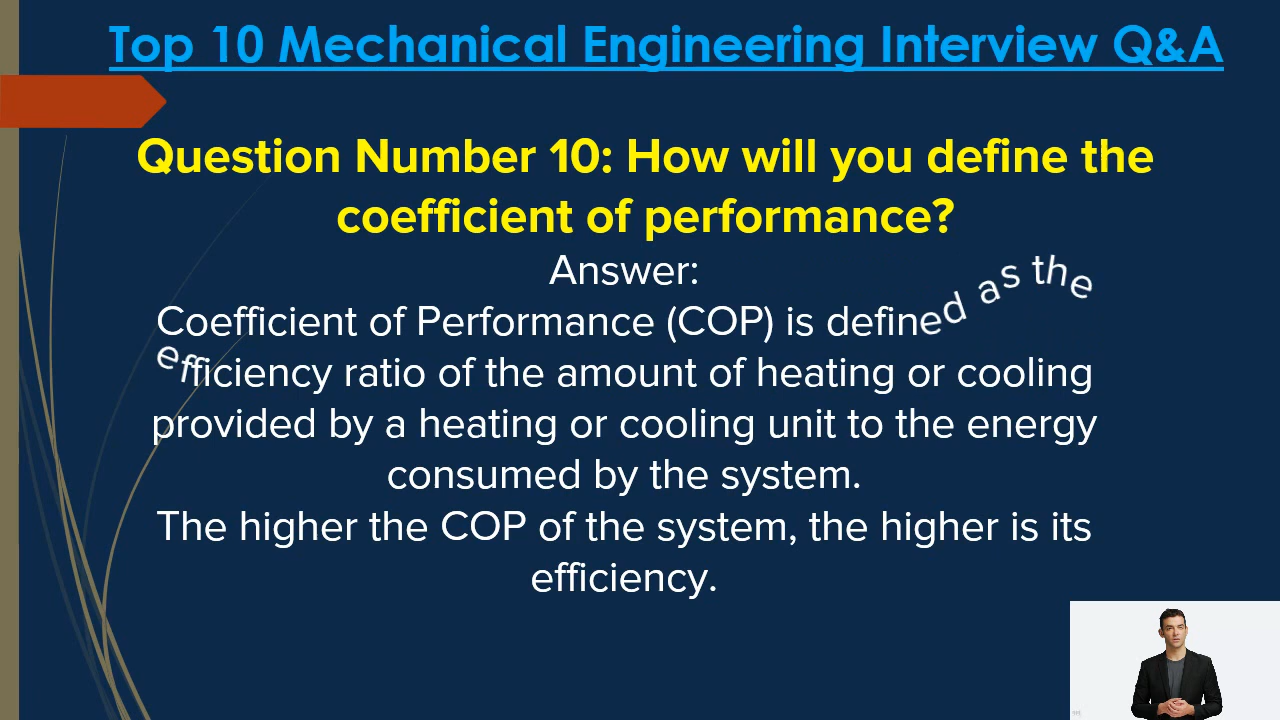 Top 10 Mechanical Engineering Interview Q&A
Question Number 10: How will you define the
coefficient of performance?
Answer:
Coefficient of Performance (COP) is defined as the
efficiency ratio of the amount of heating or cooling
provided by a heating or cooling unit to the energy
consumed by the system.
The higher the COP of the system, the higher is its
efficiency.